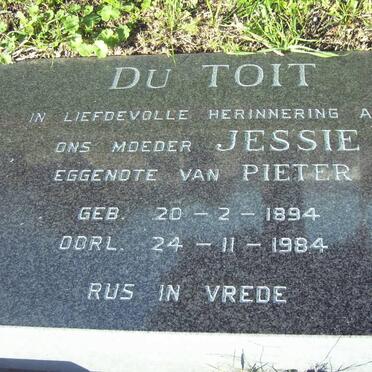 DU TOIT
IN LIEFDEVOLLE HERINNERING A
ONS MOEDER JESSIE
EGGENOTE VAN PIETER
GEB. 20-2-1894
OORL. 24-11-1984
RUS IN VREDE